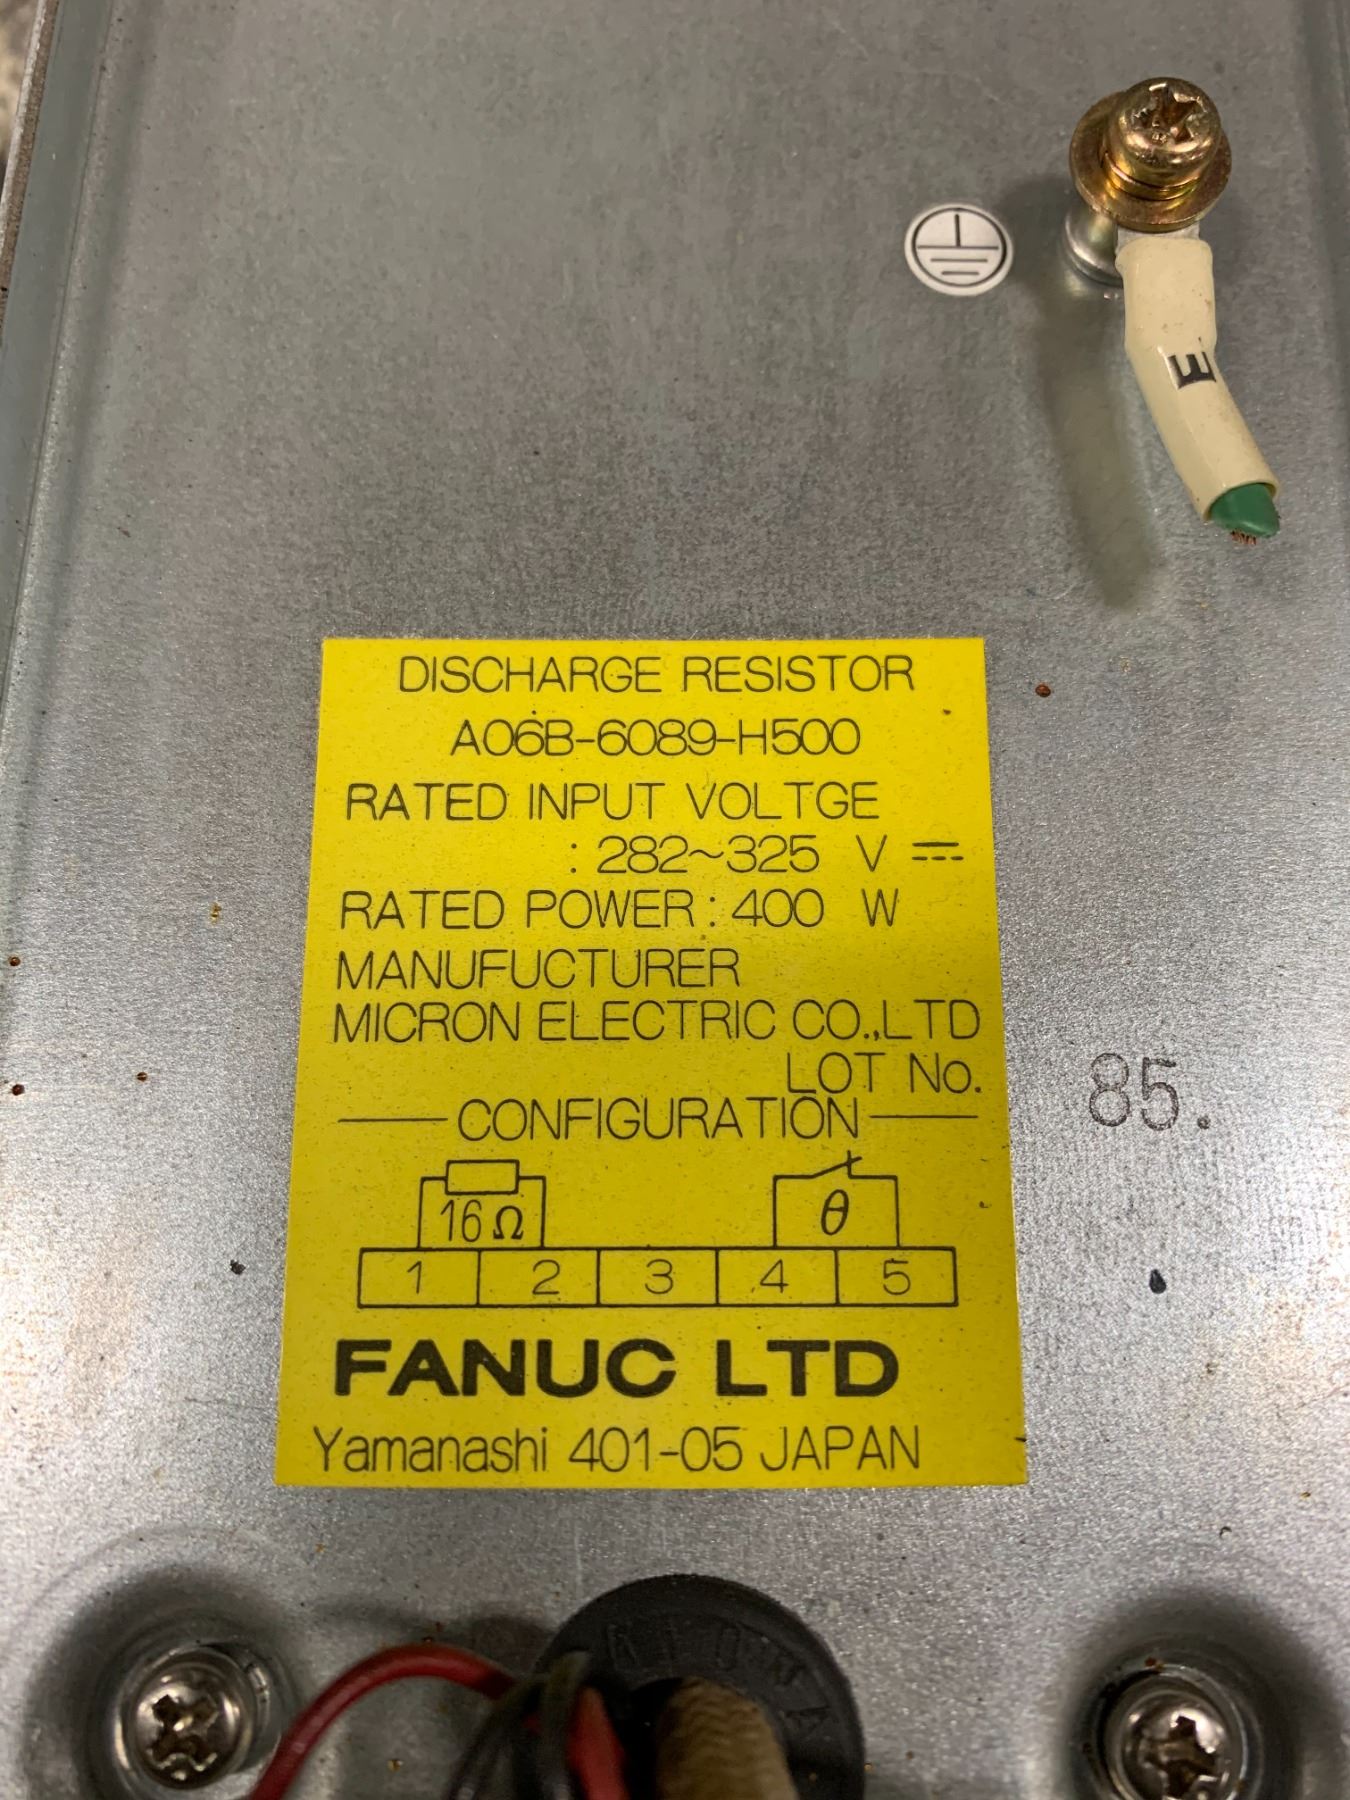 E
DISCHARGE RESISTOR
A06B-6089-H500
RATED INPUT VOLTGE
: 282~325 V ⎓
RATED POWER : 400 W
MANUFUCTURER
MICRON ELECTRIC CO.,LTD
LOT No. 85.
CONFIGURATION
16 Ω θ
1 2 3 4 5
FANUC LTD
Yamanashi 401-05 JAPAN